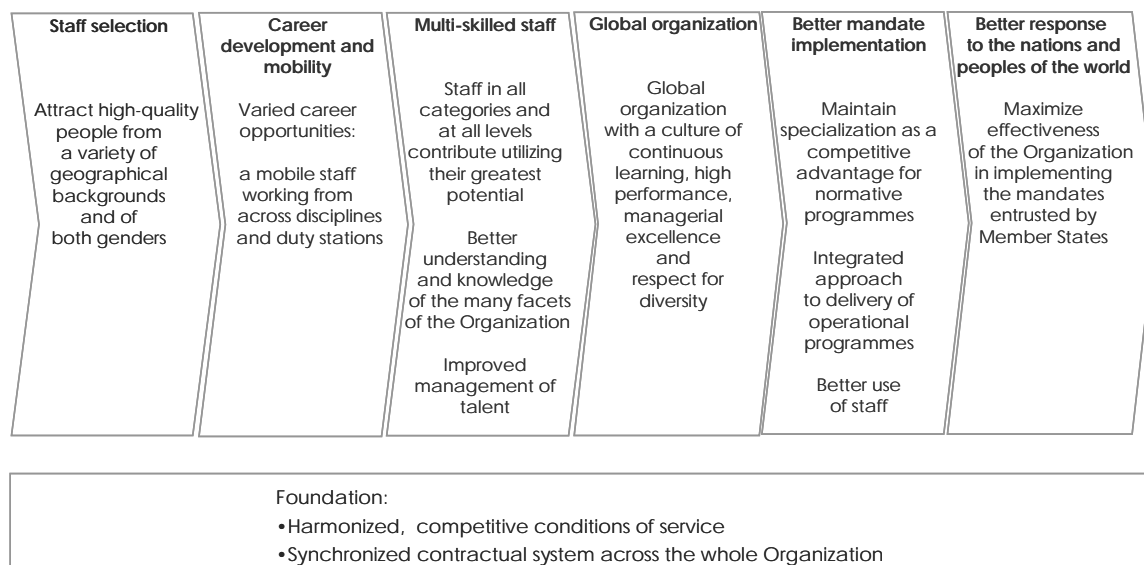 Staff selection
Attract high-quality
people from
a variety of
geographical
backgrounds
and of
both genders
Career
development and
mobility
Varied career
opportunities:
a mobile staff
working from
across disciplines
and duty stations
Multi-skilled staff
Staff in all
categories and
at all levels
contribute utilizing
their greatest
potential
Better
understanding
and knowledge
of the many facets
of the Organization
Improved
management of
talent
Global organization
Global
organization
with a culture of
continuous
learning, high
performance,
managerial
excellence
and
respect for
diversity
Better mandate
implementation
Maintain
specialization as a
competitive
advantage for
normative
programmes
Integrated
approach
to delivery of
operational
programmes
Better use
of staff
Better response
to the nations and
peoples of the world
Maximize
effectiveness
of the Organization
in implementing
the mandates
entrusted by
Member States
Foundation:
•Harmonized, competitive conditions of service
•Synchronized contractual system across the whole Organization